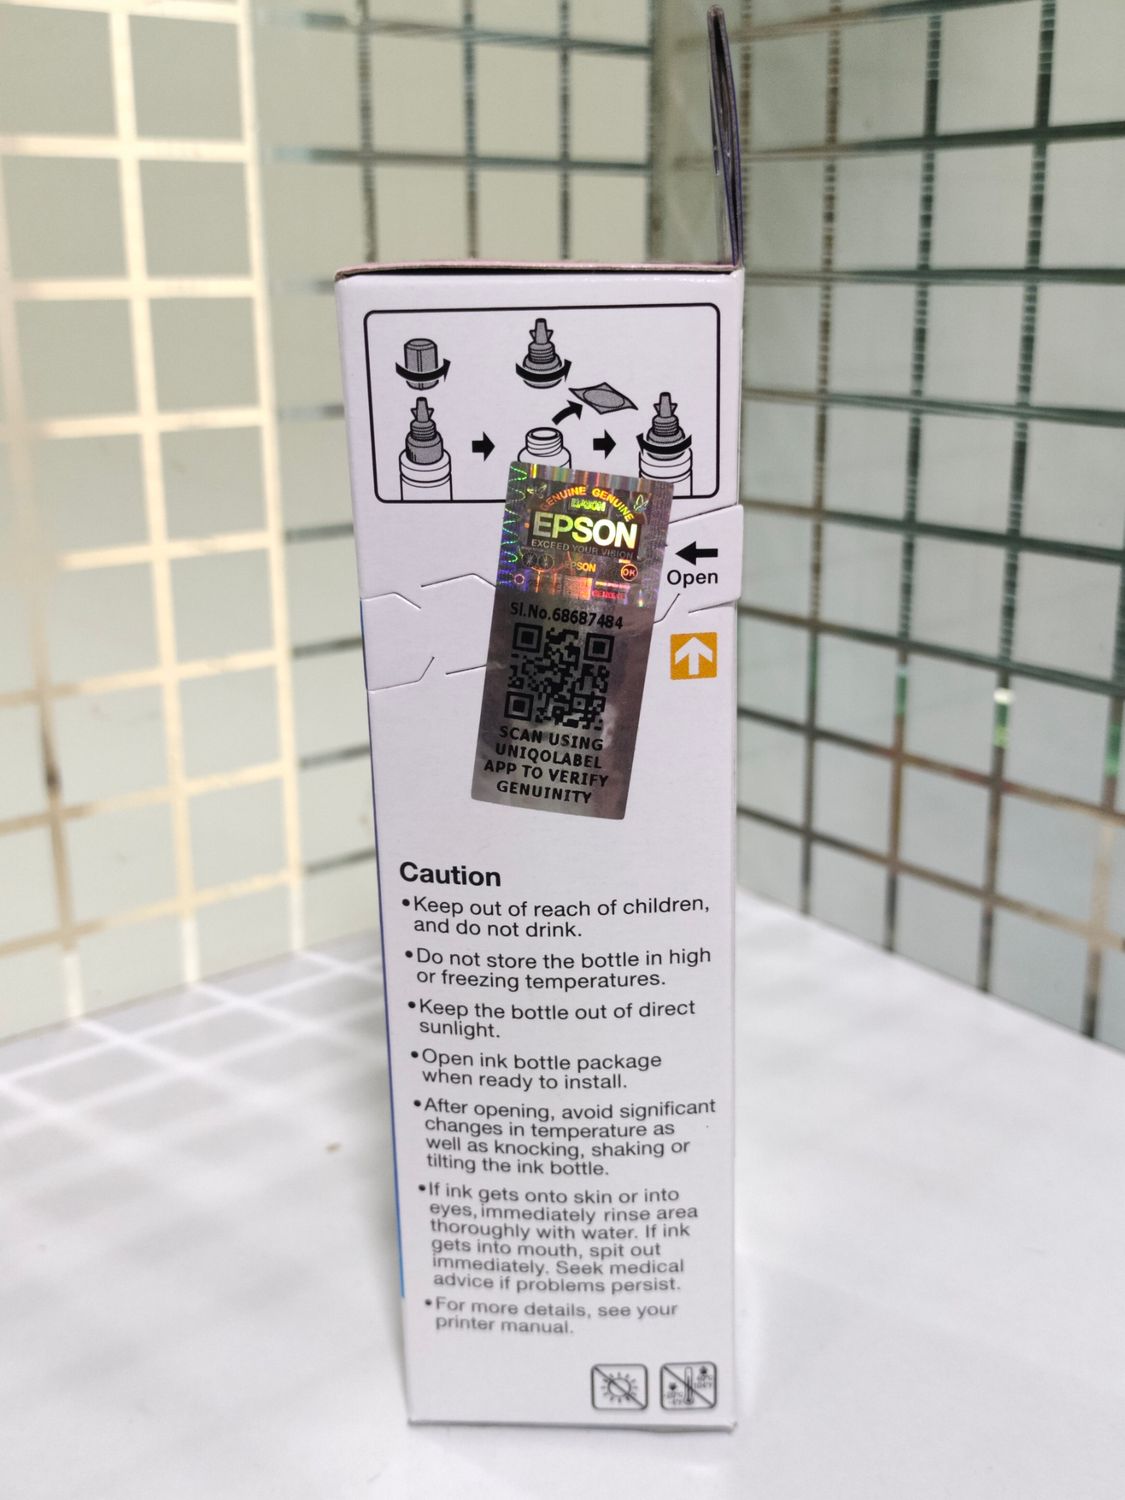 GENUINE GENUINE
EPSON
EPSON
EXCEED YOUR VISION
EPSON
OK
Open
Sl.No.68687484
SCAN USING
UNIQOLABEL
APP TO VERIFY
GENUINITY
Caution
•Keep out of reach of children,
and do not drink.
•Do not store the bottle in high
or freezing temperatures.
•Keep the bottle out of direct
sunlight.
•Open ink bottle package
when ready to install.
•After opening, avoid significant
changes in temperature as
well as knocking, shaking or
tilting the ink bottle.
•If ink gets onto skin or into
eyes, immediately rinse area
thoroughly with water. If ink
gets into mouth, spit out
immediately. Seek medical
advice if problems persist.
•For more details, see your
printer manual.